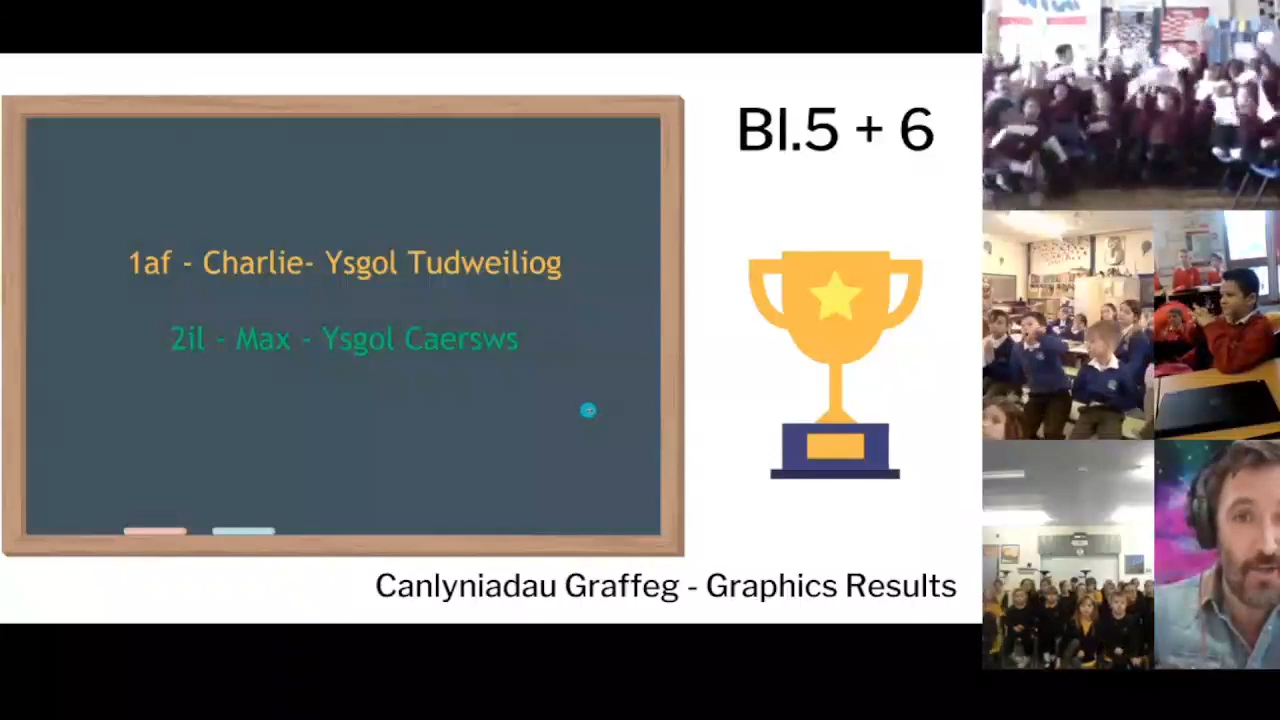 Bl.5 + 6
1af - Charlie- Ysgol Tudweiliog
2il - Max - Ysgol Caersws
Canlyniadau Graffeg - Graphics Results